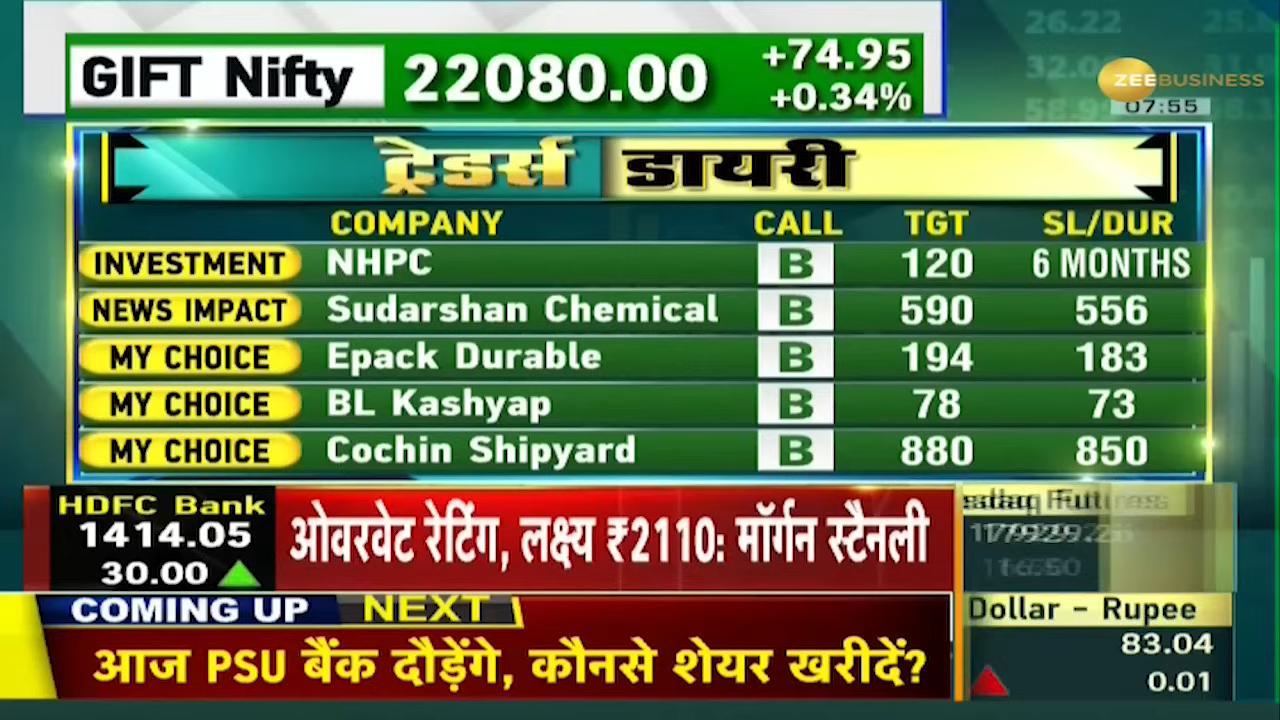 GIFT Nifty 22080.00 +74.95
+0.34%
ZEEBUSINESS
07:55
ट्रेडर्स डायरी
COMPANY CALL TGT SL/DUR
INVESTMENT NHPC B 120 6 MONTHS
NEWS IMPACT Sudarshan Chemical B 590 556
MY CHOICE Epack Durable B 194 183
MY CHOICE BL Kashyap B 78 73
MY CHOICE Cochin Shipyard B 880 850
HDFC Bank
1414.05
30.00
ओवरवेट रेटिंग, लक्ष्य ₹2110: मॉर्गन स्टैनली
COMING UP NEXT
आज PSU बैंक दौड़ेंगे, कौनसे शेयर खरीदें?
Dollar - Rupee
83.04
0.01